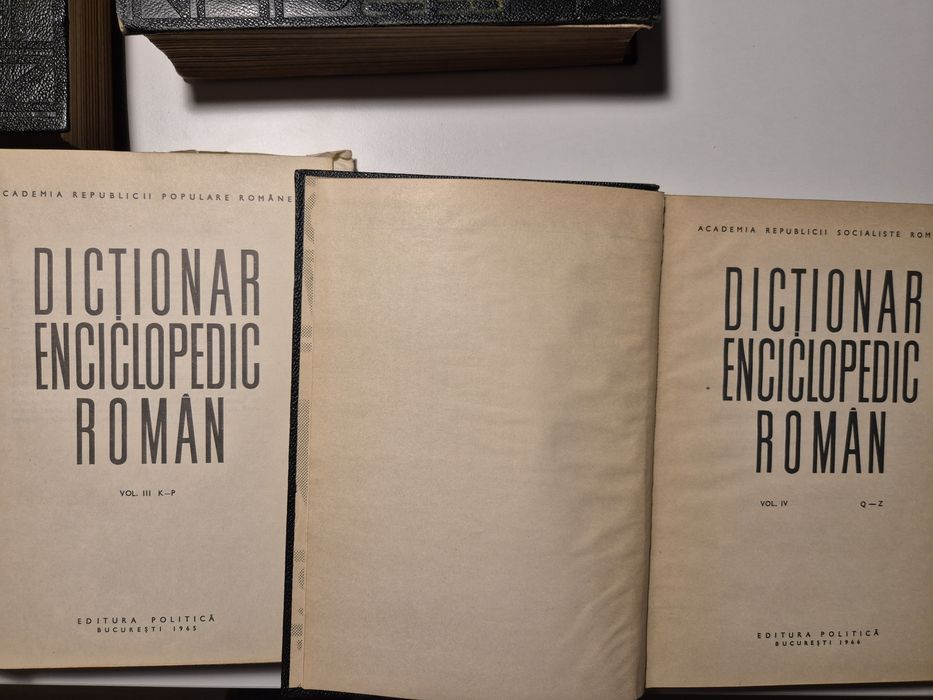 CADEMIA REPUBLICII POPULARE ROMÂNE
DICȚIONAR
ENCICLOPEDIC
ROMÂN
VOL. III K—P
EDITURA POLITICĂ
BUCUREȘTI 1965
ACADEMIA REPUBLICII SOCIALISTE ROM
DICȚIONAR
ENCICLOPEDIC
ROMÂN
VOL. IV Q—Z
EDITURA POLITICĂ
BUCUREȘTI 1966